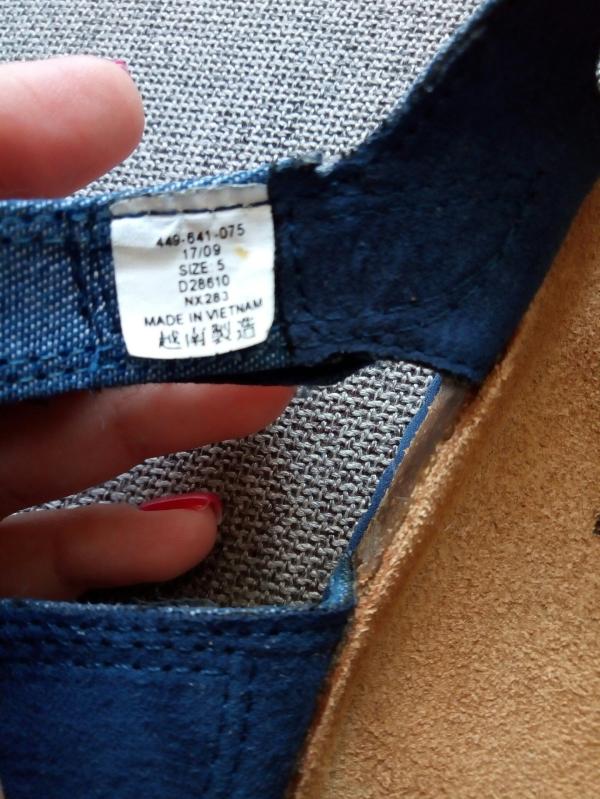 449-641-075
17/09
SIZE: 5
D28610
NX283
MADE IN VIETNAM
越南製造